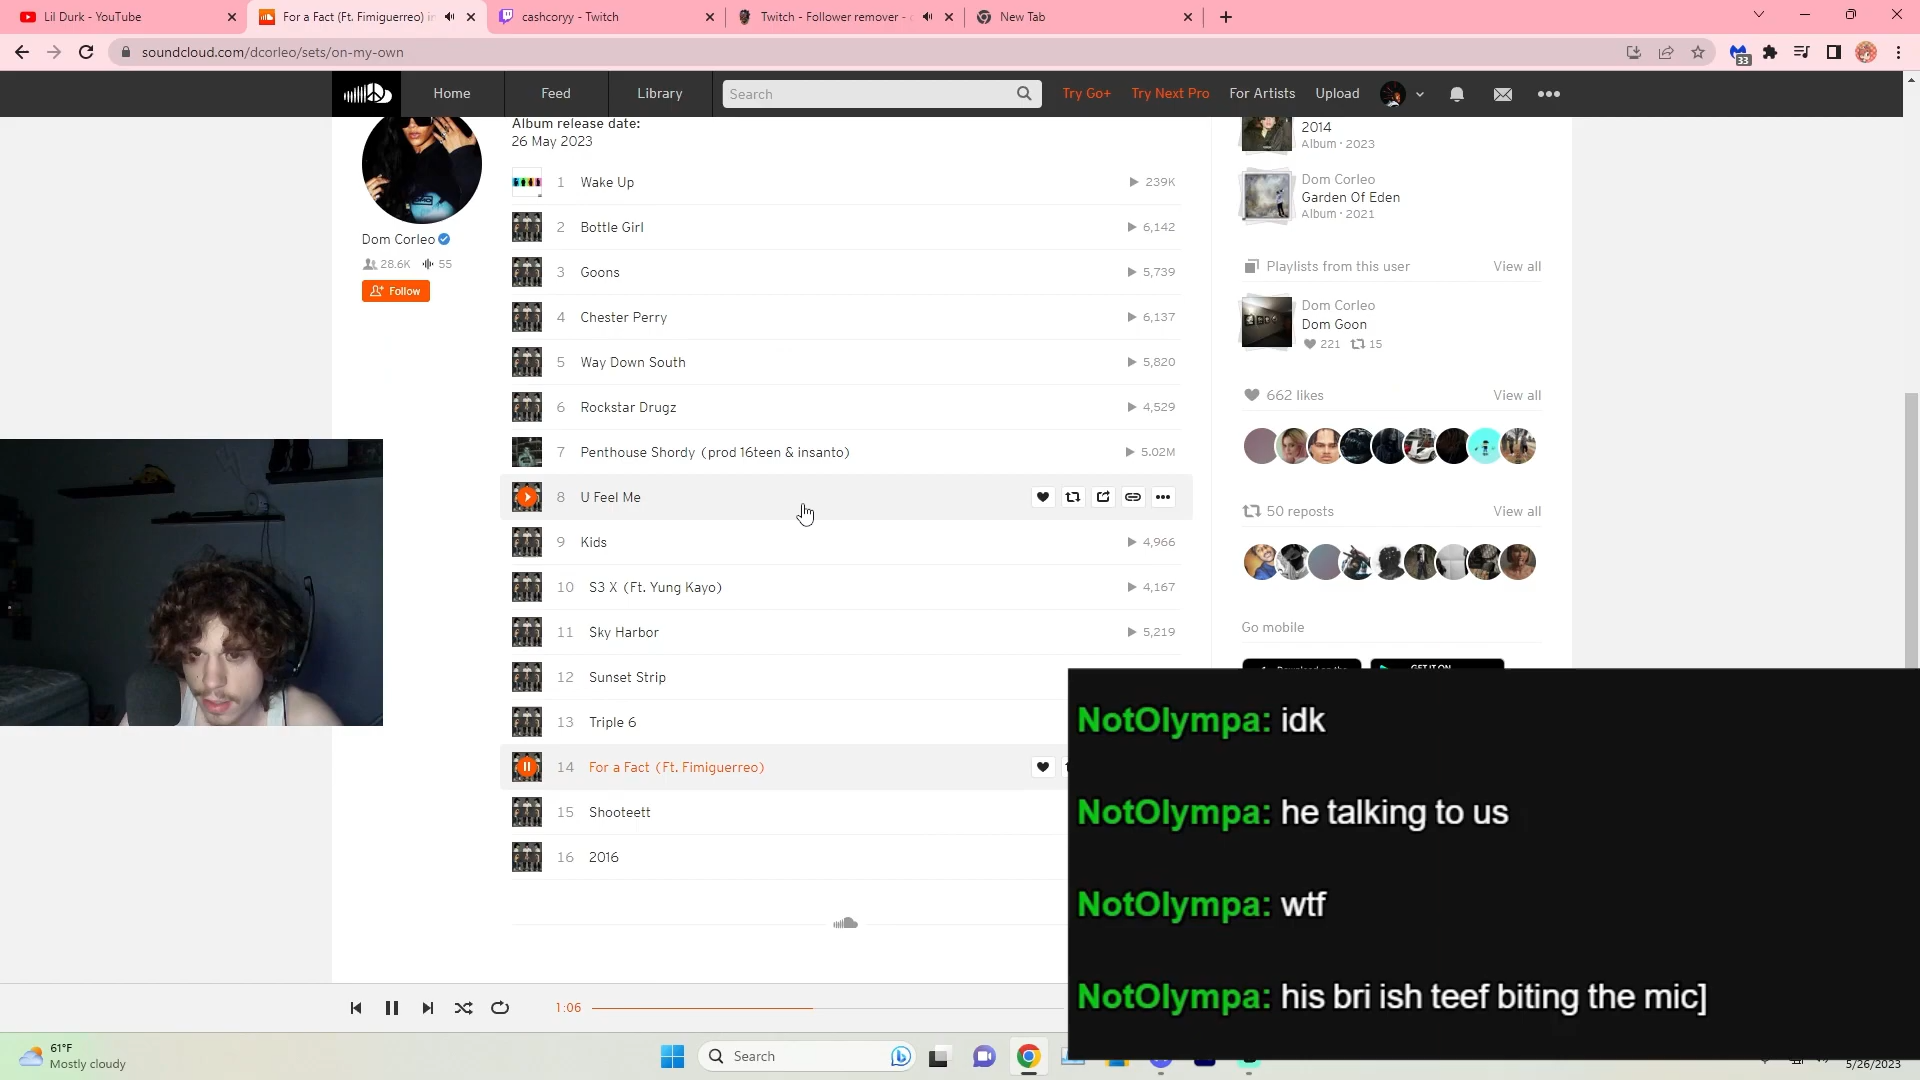 Lil Durk - YouTube
For a Fact (Ft. Fimiguerreo) in
cashcoryy - Twitch
Twitch - Follower remover -
New Tab
soundcloud.com/dcorleo/sets/on-my-own
33
Home
Feed
Library
Search
Try Go+
Try Next Pro
For Artists
Upload
Album release date:
26 May 2023
Dom Corleo
28.6K 55
Follow
1 Wake Up 239K
2 Bottle Girl 6,142
3 Goons 5,739
4 Chester Perry 6,137
5 Way Down South 5,820
6 Rockstar Drugz 4,529
7 Penthouse Shordy (prod 16teen & insanto) 5.02M
8 U Feel Me
9 Kids 4,966
10 S3 X (Ft. Yung Kayo) 4,167
11 Sky Harbor 5,219
12 Sunset Strip
13 Triple 6
14 For a Fact (Ft. Fimiguerreo)
15 Shooteett
16 2016
2014
Album · 2023
Dom Corleo
Garden Of Eden
Album · 2021
Playlists from this user View all
Dom Corleo
Dom Goon
221 15
662 likes View all
50 reposts View all
Go mobile
Download on the
GET IT ON
NotOlympa: idk
NotOlympa: he talking to us
NotOlympa: wtf
NotOlympa: his bri ish teef biting the mic]
1:06
61°F
Mostly cloudy
Search
5/26/2023